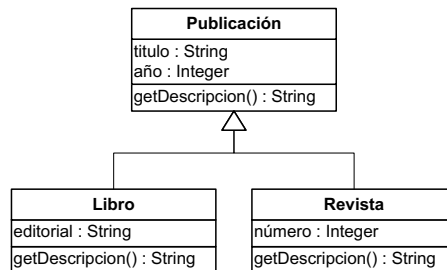 Publicación
titulo : String
año : Integer
getDescripcion() : String
Libro
editorial : String
getDescripcion() : String
Revista
número : Integer
getDescripcion() : String